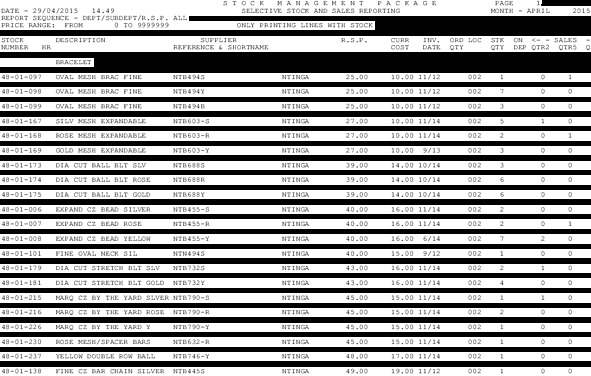 S T O C K   M A N A G E M E N T   P A C K A G E   PAGE   1
DATE - 29/04/2015   14.49   SELECTIVE STOCK AND SALES REPORTING   MONTH - APRIL   2015
REPORT SEQUENCE - DEPT/SUBDEPT/R.S.P. ALL
PRICE RANGE:  FROM   0 TO 9999999   ONLY PRINTING LINES WITH STOCK
STOCK   DESCRIPTION   SUPPLIER   R.S.P.   CURR   INV.   ORD LOC   STK   ON   <- - SALES   -
NUMBER   HR   REFERENCE & SHORTNAME   COST   DATE   QTY   QTY   DEP   QTR2   QTR5   Q
BRACELET
48-01-097   OVAL MESH BRAC FINE   NTB494S   NTINGA   25.00   10.00 11/12   002   1   0   1
48-01-098   OVAL MESH BRAC FINE   NTB494Y   NTINGA   25.00   10.00 11/12   002   7   0   0
48-01-099   OVAL MESH BRAC FINE   NTB494B   NTINGA   25.00   10.00 11/12   002   3   0   0
48-01-167   SILV MESH EXPANDABLE   NTB603-S   NTINGA   27.00   10.00 11/14   002   5   1   0
48-01-168   ROSE MESH EXPANDABLE   NTB603-R   NTINGA   27.00   10.00 11/14   002   2   0   1
48-01-169   GOLD MESH EXPANDABLE   NTB603-Y   NTINGA   27.00   10.00  9/13   002   3   0   0
48-01-173   DIA CUT BALL BLT SLV   NTB688S   NTINGA   39.00   14.00 10/14   002   3   0   0
48-01-174   DIA CUT BALL BLT ROSE   NTB688R   NTINGA   39.00   14.00 10/14   002   6   0   0
48-01-175   DIA CUT BALL BLT GOLD   NTB688Y   NTINGA   39.00   14.00 10/14   002   6   0   0
48-01-006   EXPAND CZ BEAD SILVER   NTB455-S   NTINGA   40.00   16.00 11/14   002   2   0   0
48-01-007   EXPAND CZ BEAD ROSE   NTB455-R   NTINGA   40.00   16.00 11/14   002   2   0   1
48-01-008   EXPAND CZ BEAD YELLOW   NTB455-Y   NTINGA   40.00   16.00  6/14   002   7   2   0
48-01-101   FINE OVAL NECK SIL   NTN494S   NTINGA   40.00   15.00  9/12   002   1   0   0
48-01-179   DIA CUT STRETCH BLT SLV   NTB732S   NTINGA   43.00   16.00 11/14   002   2   1   0
48-01-181   DIA CUT STRETCH BLT GOLD   NTB732Y   NTINGA   43.00   16.00 11/14   002   4   0   0
48-01-215   MARQ CZ BY THE YARD SLVER NTB790-S   NTINGA   45.00   15.00 11/14   002   1   1   0
48-01-216   MARQ CZ BY THE YARD ROSE   NTB790-R   NTINGA   45.00   15.00 11/14   002   2   0   0
48-01-226   MARQ CZ BY THE YARD Y   NTB790-Y   NTINGA   45.00   15.00 11/14   002   1   0   0
48-01-230   ROSE MESH/SPACER BARS   NTB632-R   NTINGA   45.00   15.00 11/14   002   1   0   0
48-01-237   YELLOW DOUBLE ROW BALL   NTB746-Y   NTINGA   48.00   17.00 11/14   002   1   0   0
48-01-138   FINE CZ BAR CHAIN SILVER   NTB445S   NTINGA   49.00   19.00 11/12   002   1   0   0